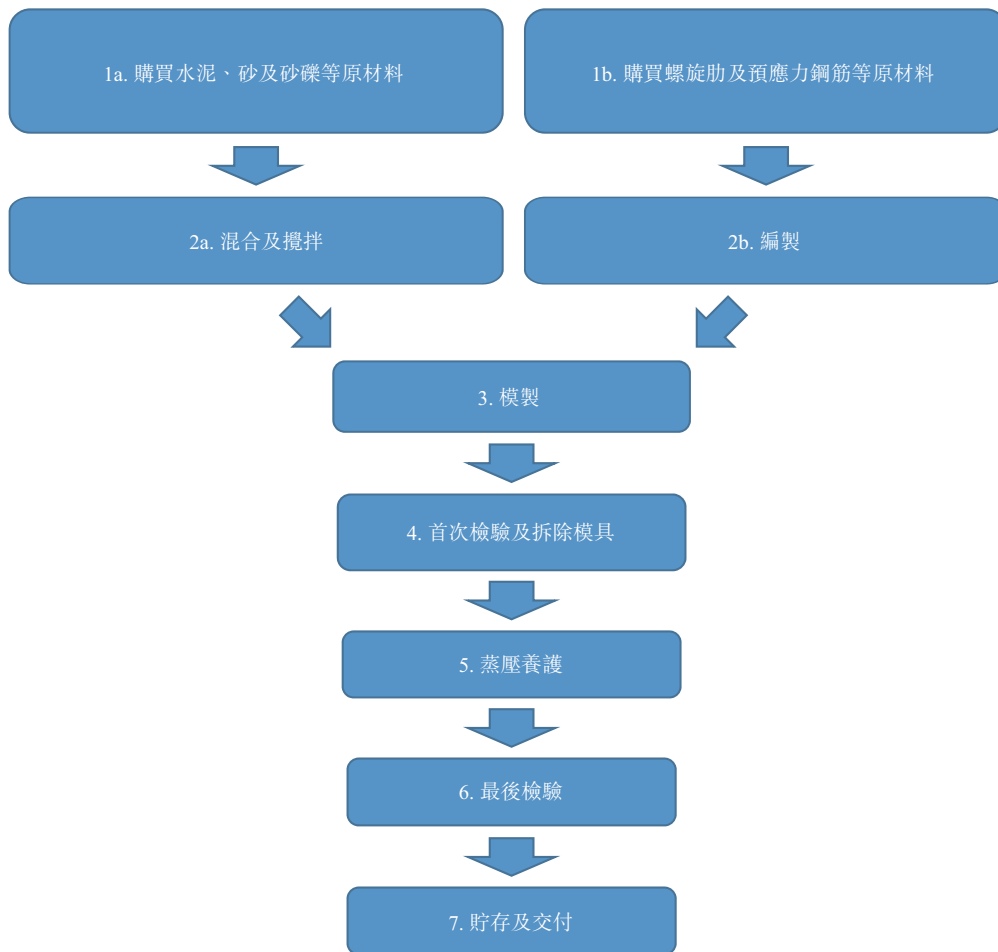 1a. 購買水泥、砂及砂礫等原材料
1b. 購買螺旋肋及預應力鋼筋等原材料
2a. 混合及攪拌
2b. 編製
3. 模製
4. 首次檢驗及拆除模具
5. 蒸壓養護
6. 最後檢驗
7. 貯存及交付